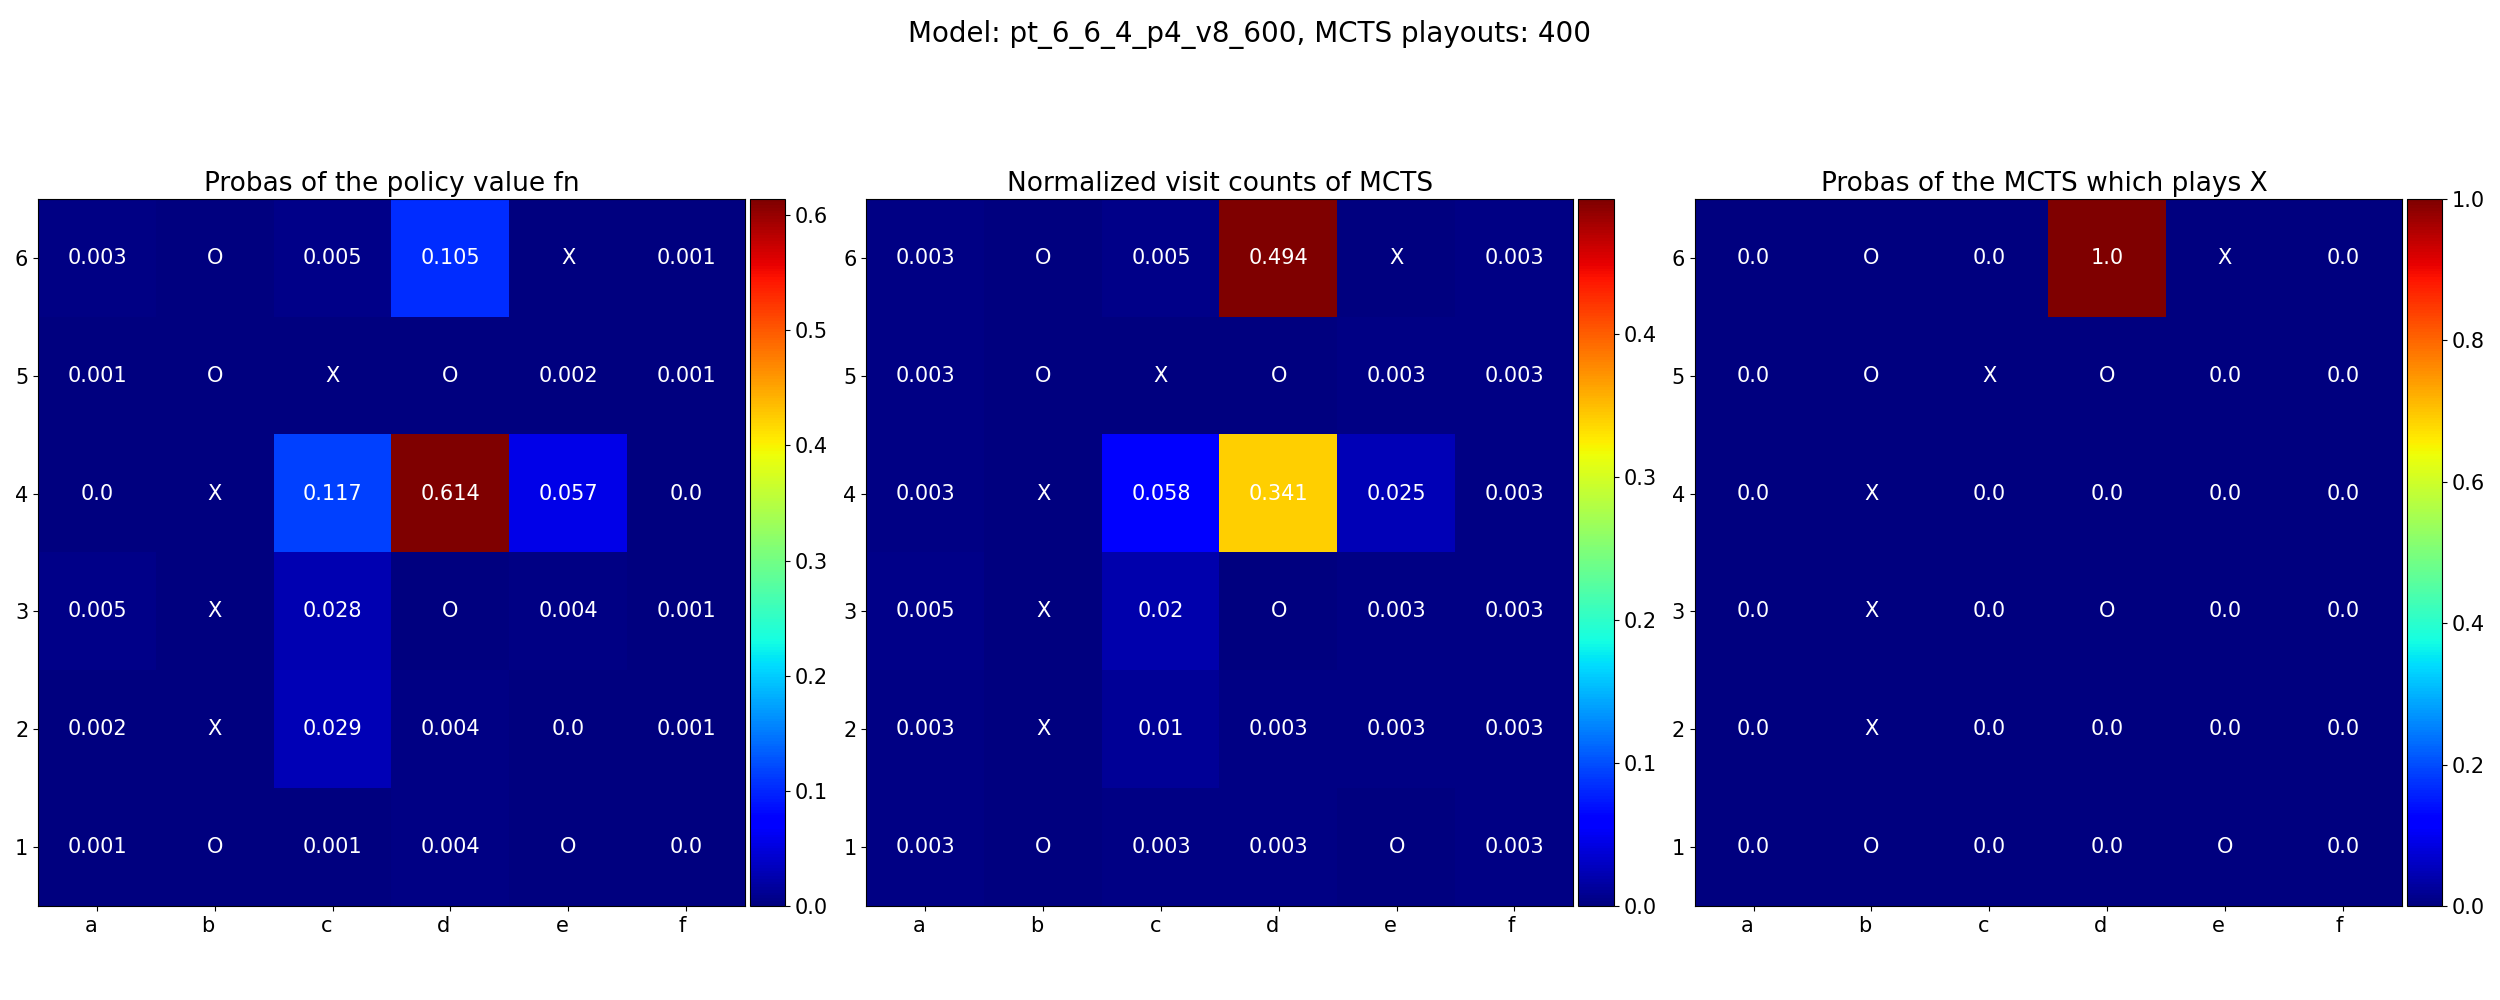 Model: pt_6_6_4_p4_v8_600, MCTS playouts: 400
Probas of the policy value fn
6 0.003 O 0.005 0.105 X 0.001
5 0.001 O X O 0.002 0.001
4 0.0 X 0.117 0.614 0.057 0.0
3 0.005 X 0.028 O 0.004 0.001
2 0.002 X 0.029 0.004 0.0 0.001
1 0.001 O 0.001 0.004 O 0.0
a b c d e f
0.6
0.5
0.4
0.3
0.2
0.1
0.0
Normalized visit counts of MCTS
6 0.003 O 0.005 0.494 X 0.003
5 0.003 O X O 0.003 0.003
4 0.003 X 0.058 0.341 0.025 0.003
3 0.005 X 0.02 O 0.003 0.003
2 0.003 X 0.01 0.003 0.003 0.003
1 0.003 O 0.003 0.003 O 0.003
a b c d e f
0.4
0.3
0.2
0.1
0.0
Probas of the MCTS which plays X
6 0.0 O 0.0 1.0 X 0.0
5 0.0 O X O 0.0 0.0
4 0.0 X 0.0 0.0 0.0 0.0
3 0.0 X 0.0 O 0.0 0.0
2 0.0 X 0.0 0.0 0.0 0.0
1 0.0 O 0.0 0.0 O 0.0
a b c d e f
1.0
0.8
0.6
0.4
0.2
0.0